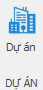 Dự án
DỰ ÁN